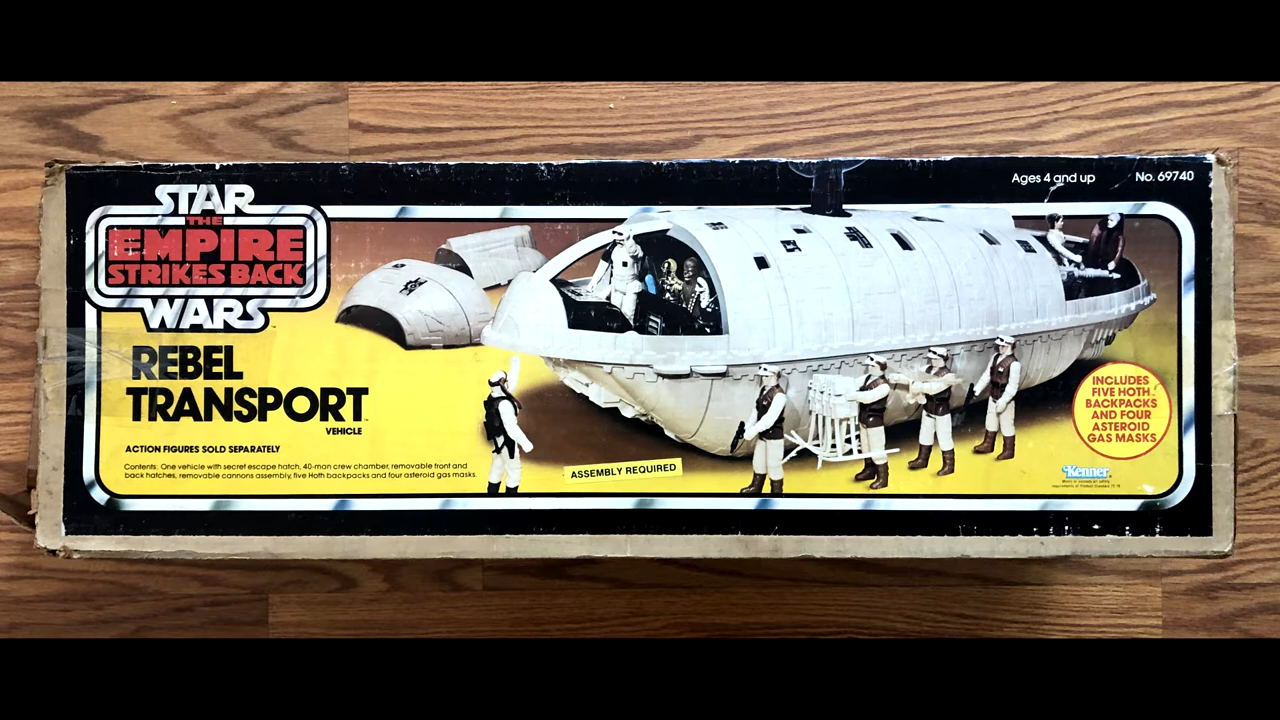 Ages 4 and up
No. 69740
STAR
THE
EMPIRE
STRIKES BACK
WARS
REBEL
TRANSPORT
VEHICLE
ACTION FIGURES SOLD SEPARATELY
Contents: One vehicle with secret escape hatch, 40-man crew chamber, removable front and
back hatches, removable cannons assembly, five Hoth backpacks and four asteroid gas masks.
ASSEMBLY REQUIRED
INCLUDES
FIVE HOTH
BACKPACKS
AND FOUR
ASTEROID
GAS MASKS
Kenner